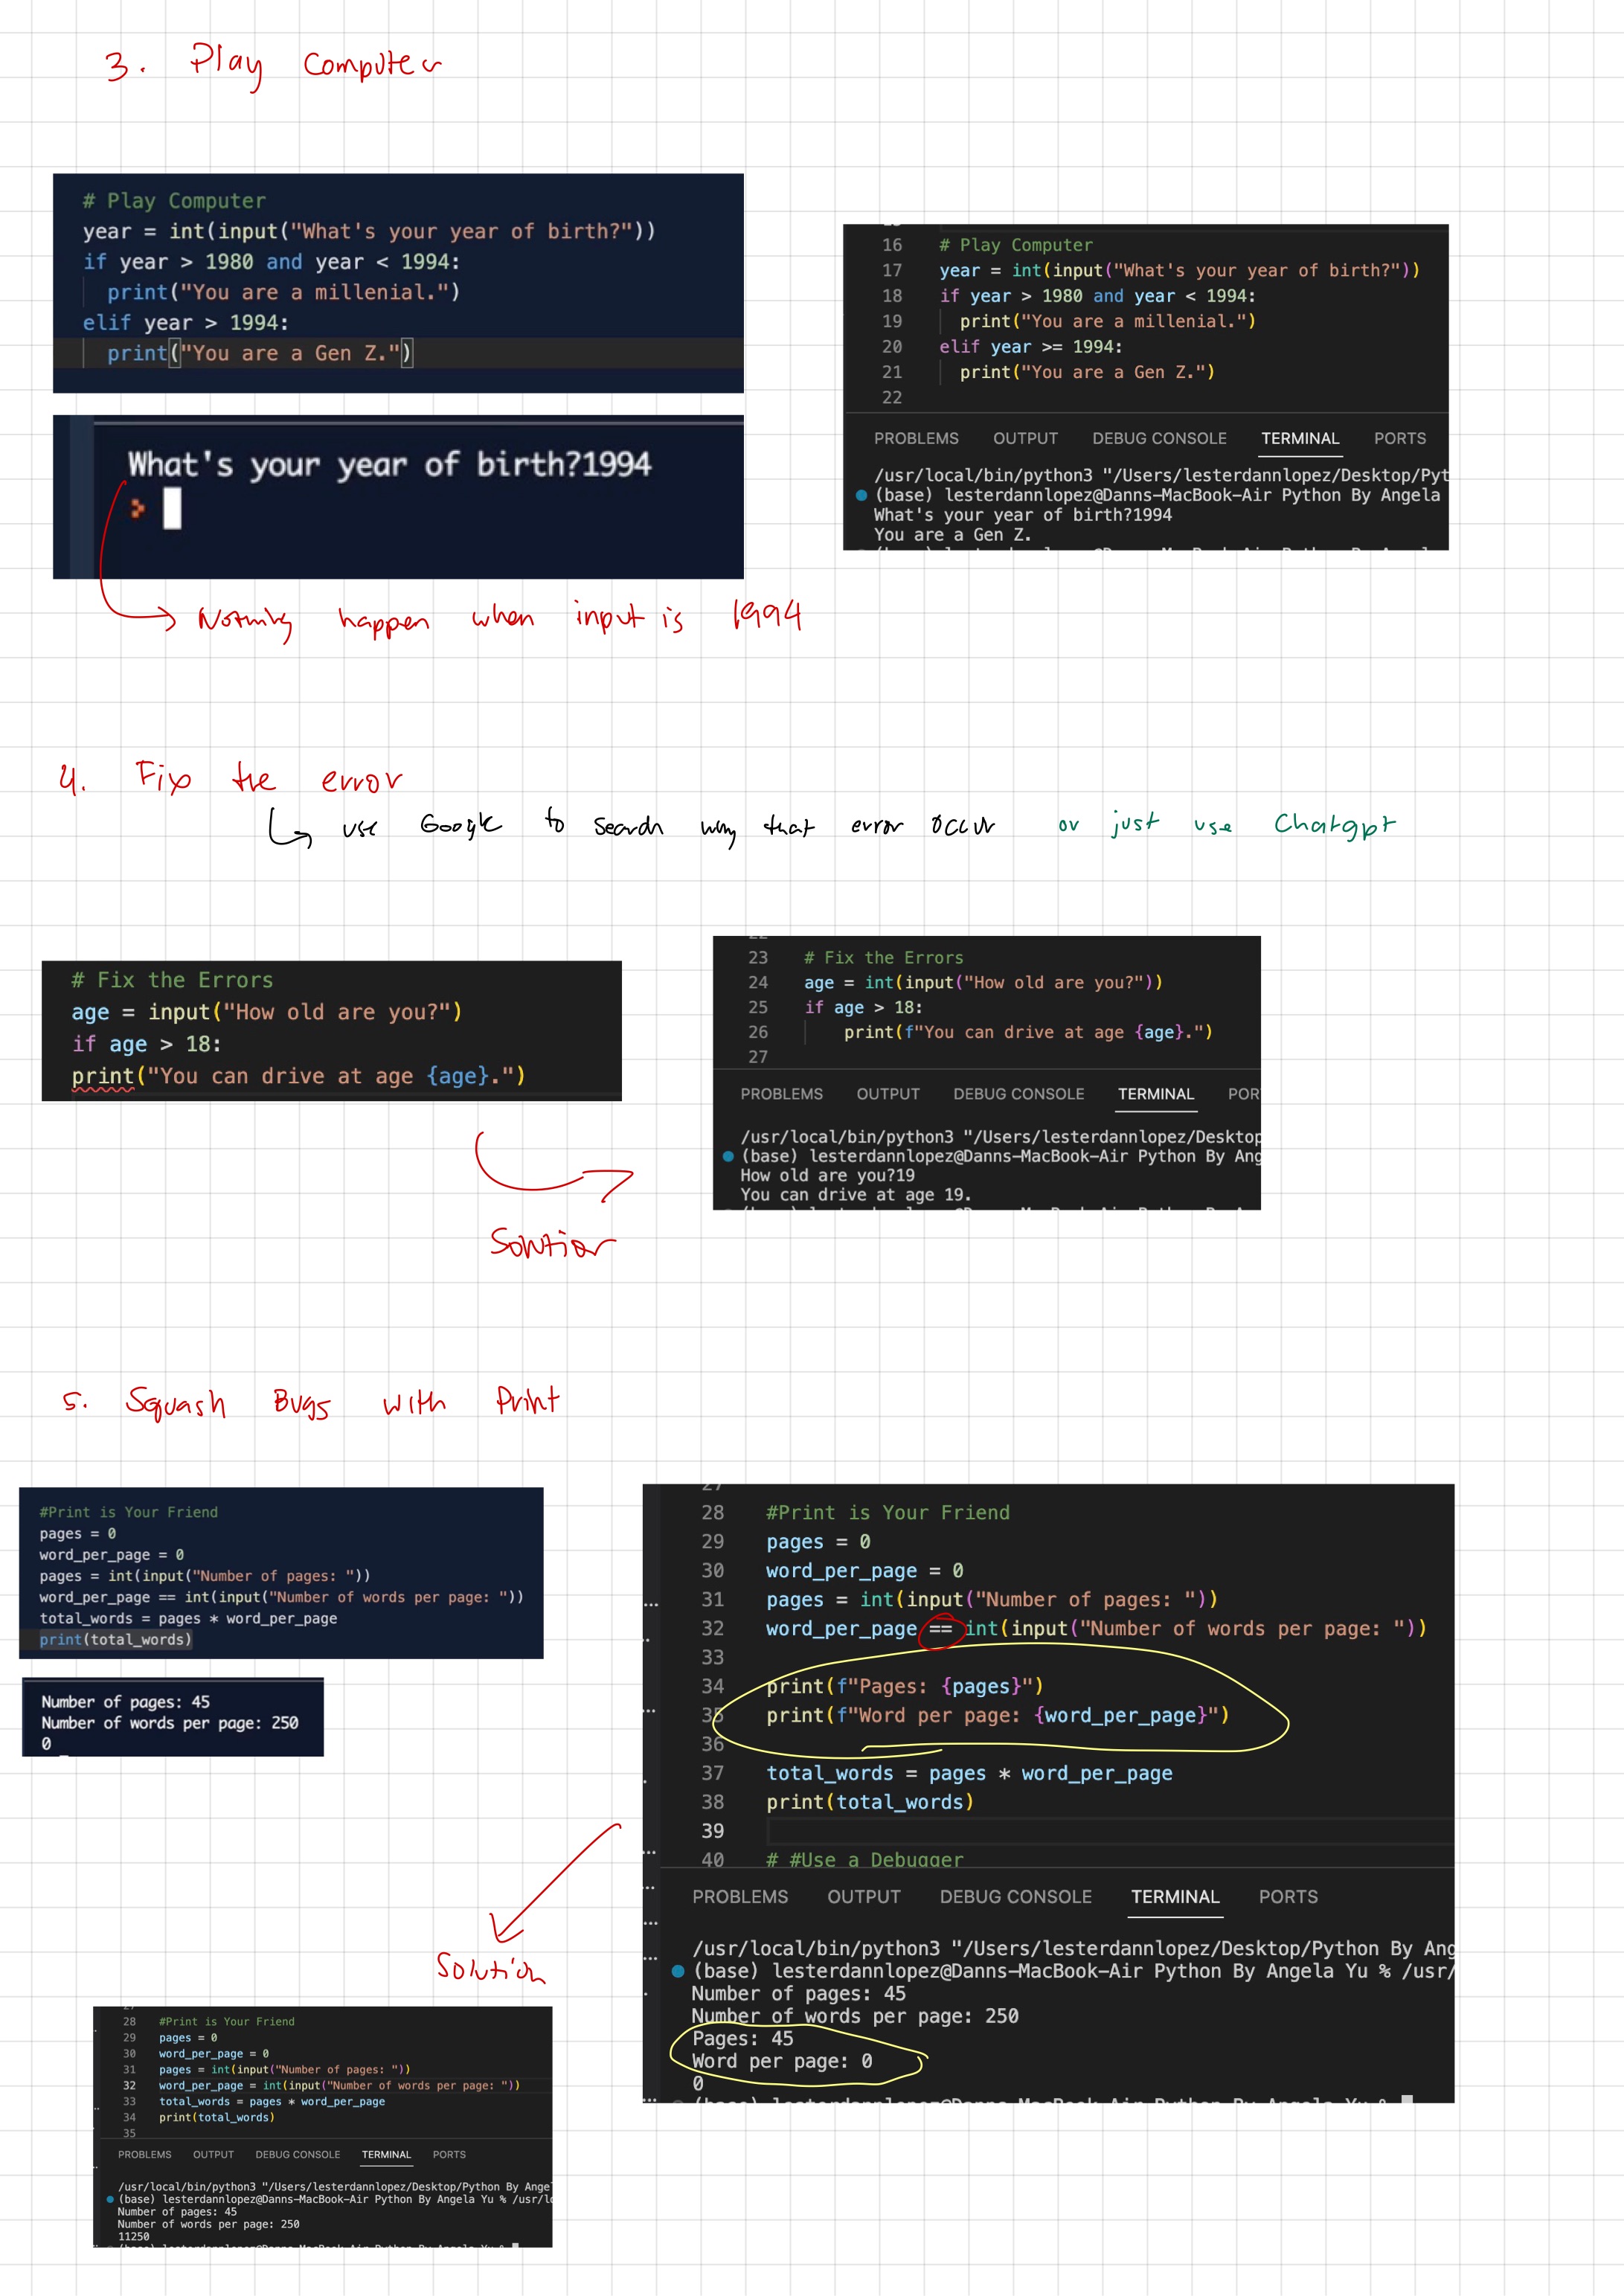 3. Play Computer
# Play Computer
year = int(input("What's your year of birth?"))
if year > 1980 and year < 1994:
print("You are a millenial.")
elif year > 1994:
print("You are a Gen Z.")
What's your year of birth?1994
>
Nothing happen when input is 1994
16 # Play Computer
17 year = int(input("What's your year of birth?"))
18 if year > 1980 and year < 1994:
19 print("You are a millenial.")
20 elif year >= 1994:
21 print("You are a Gen Z.")
22
PROBLEMS OUTPUT DEBUG CONSOLE TERMINAL PORTS
/usr/local/bin/python3 "/Users/lesterdannlopez/Desktop/Pyt
(base) lesterdannlopez@Danns-MacBook-Air Python By Angela
What's your year of birth?1994
You are a Gen Z.
4. Fix the error
use Google to search why that error occur or just use Chatgpt
# Fix the Errors
age = input("How old are you?")
if age > 18:
print("You can drive at age {age}.")
Solution
23 # Fix the Errors
24 age = int(input("How old are you?"))
25 if age > 18:
26 print(f"You can drive at age {age}.")
27
PROBLEMS OUTPUT DEBUG CONSOLE TERMINAL POR
/usr/local/bin/python3 "/Users/lesterdannlopez/Desktop
(base) lesterdannlopez@Danns-MacBook-Air Python By Ang
How old are you?19
You can drive at age 19.
5. Squash Bugs with Print
#Print is Your Friend
pages = 0
word_per_page = 0
pages = int(input("Number of pages: "))
word_per_page == int(input("Number of words per page: "))
total_words = pages * word_per_page
print(total_words)
Number of pages: 45
Number of words per page: 250
0
27
28 #Print is Your Friend
29 pages = 0
30 word_per_page = 0
31 pages = int(input("Number of pages: "))
32 word_per_page == int(input("Number of words per page: "))
33
34 print(f"Pages: {pages}")
35 print(f"Word per page: {word_per_page}")
36
37 total_words = pages * word_per_page
38 print(total_words)
39
40 # #Use a Debugger
PROBLEMS OUTPUT DEBUG CONSOLE TERMINAL PORTS
/usr/local/bin/python3 "/Users/lesterdannlopez/Desktop/Python By Ang
(base) lesterdannlopez@Danns-MacBook-Air Python By Angela Yu % /usr/
Number of pages: 45
Number of words per page: 250
Pages: 45
Word per page: 0
0
Solution
28 #Print is Your Friend
29 pages = 0
30 word_per_page = 0
31 pages = int(input("Number of pages: "))
32 word_per_page = int(input("Number of words per page: "))
33 total_words = pages * word_per_page
34 print(total_words)
35
PROBLEMS OUTPUT DEBUG CONSOLE TERMINAL PORTS
/usr/local/bin/python3 "/Users/lesterdannlopez/Desktop/Python By Ange
(base) lesterdannlopez@Danns-MacBook-Air Python By Angela Yu % /usr/lo
Number of pages: 45
Number of words per page: 250
11250